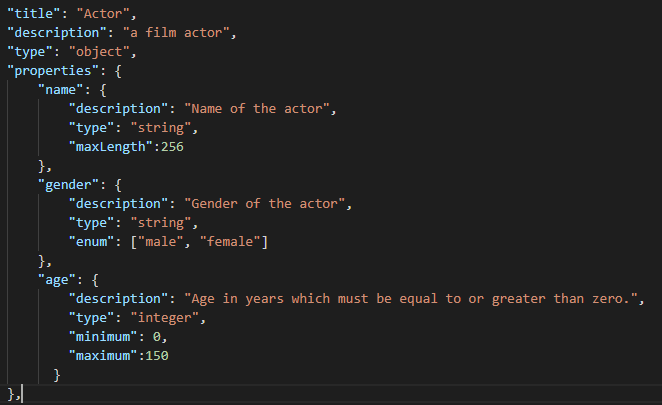 "title": "Actor",
"description": "a film actor",
"type": "object",
"properties": {
    "name": {
        "description": "Name of the actor",
        "type": "string",
        "maxLength":256
    },
    "gender": {
        "description": "Gender of the actor",
        "type": "string",
        "enum": ["male", "female"]
    },
    "age": {
        "description": "Age in years which must be equal to or greater than zero.",
        "type": "integer",
        "minimum": 0,
        "maximum":150
      }
},